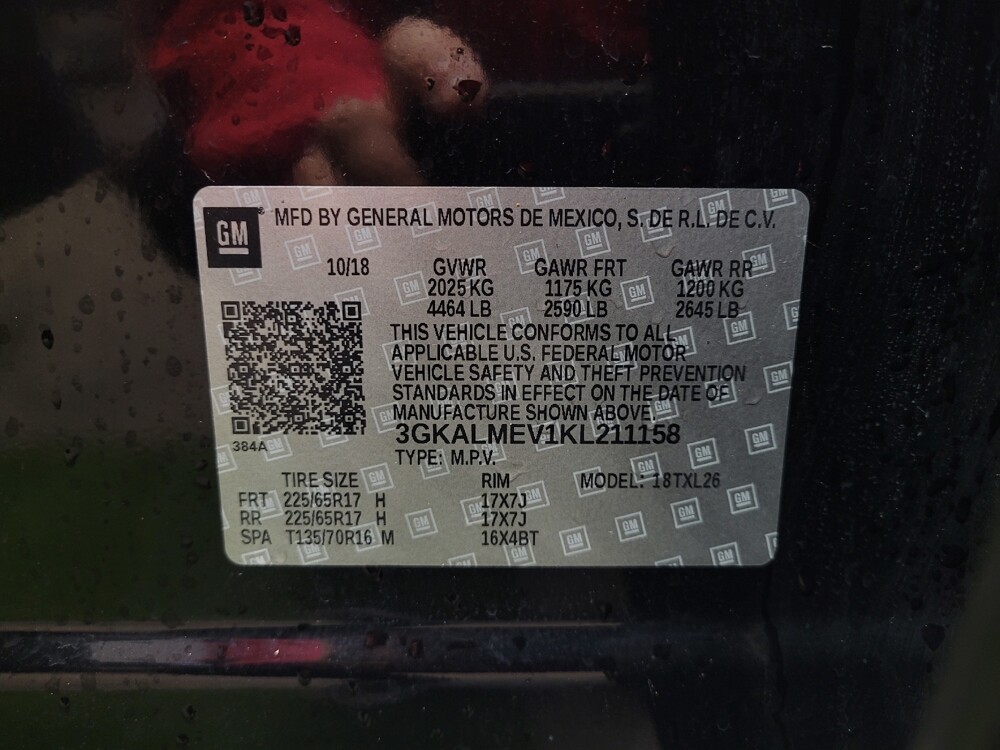 GM
MFD BY GENERAL MOTORS DE MEXICO, S. DE R.L. DE C.V.
10/18 GVWR GAWR FRT GAWR RR
2025 KG 1175 KG 1200 KG
4464 LB 2590 LB 2645 LB
THIS VEHICLE CONFORMS TO ALL
APPLICABLE U.S. FEDERAL MOTOR
VEHICLE SAFETY AND THEFT PREVENTION
STANDARDS IN EFFECT ON THE DATE OF
MANUFACTURE SHOWN ABOVE.
3GKALMEV1KL211158
384A
TYPE: M.P.V.
TIRE SIZE RIM MODEL: 18TXL26
FRT 225/65R17 H 17X7J
RR 225/65R17 H 17X7J
SPA T135/70R16 M 16X4BT